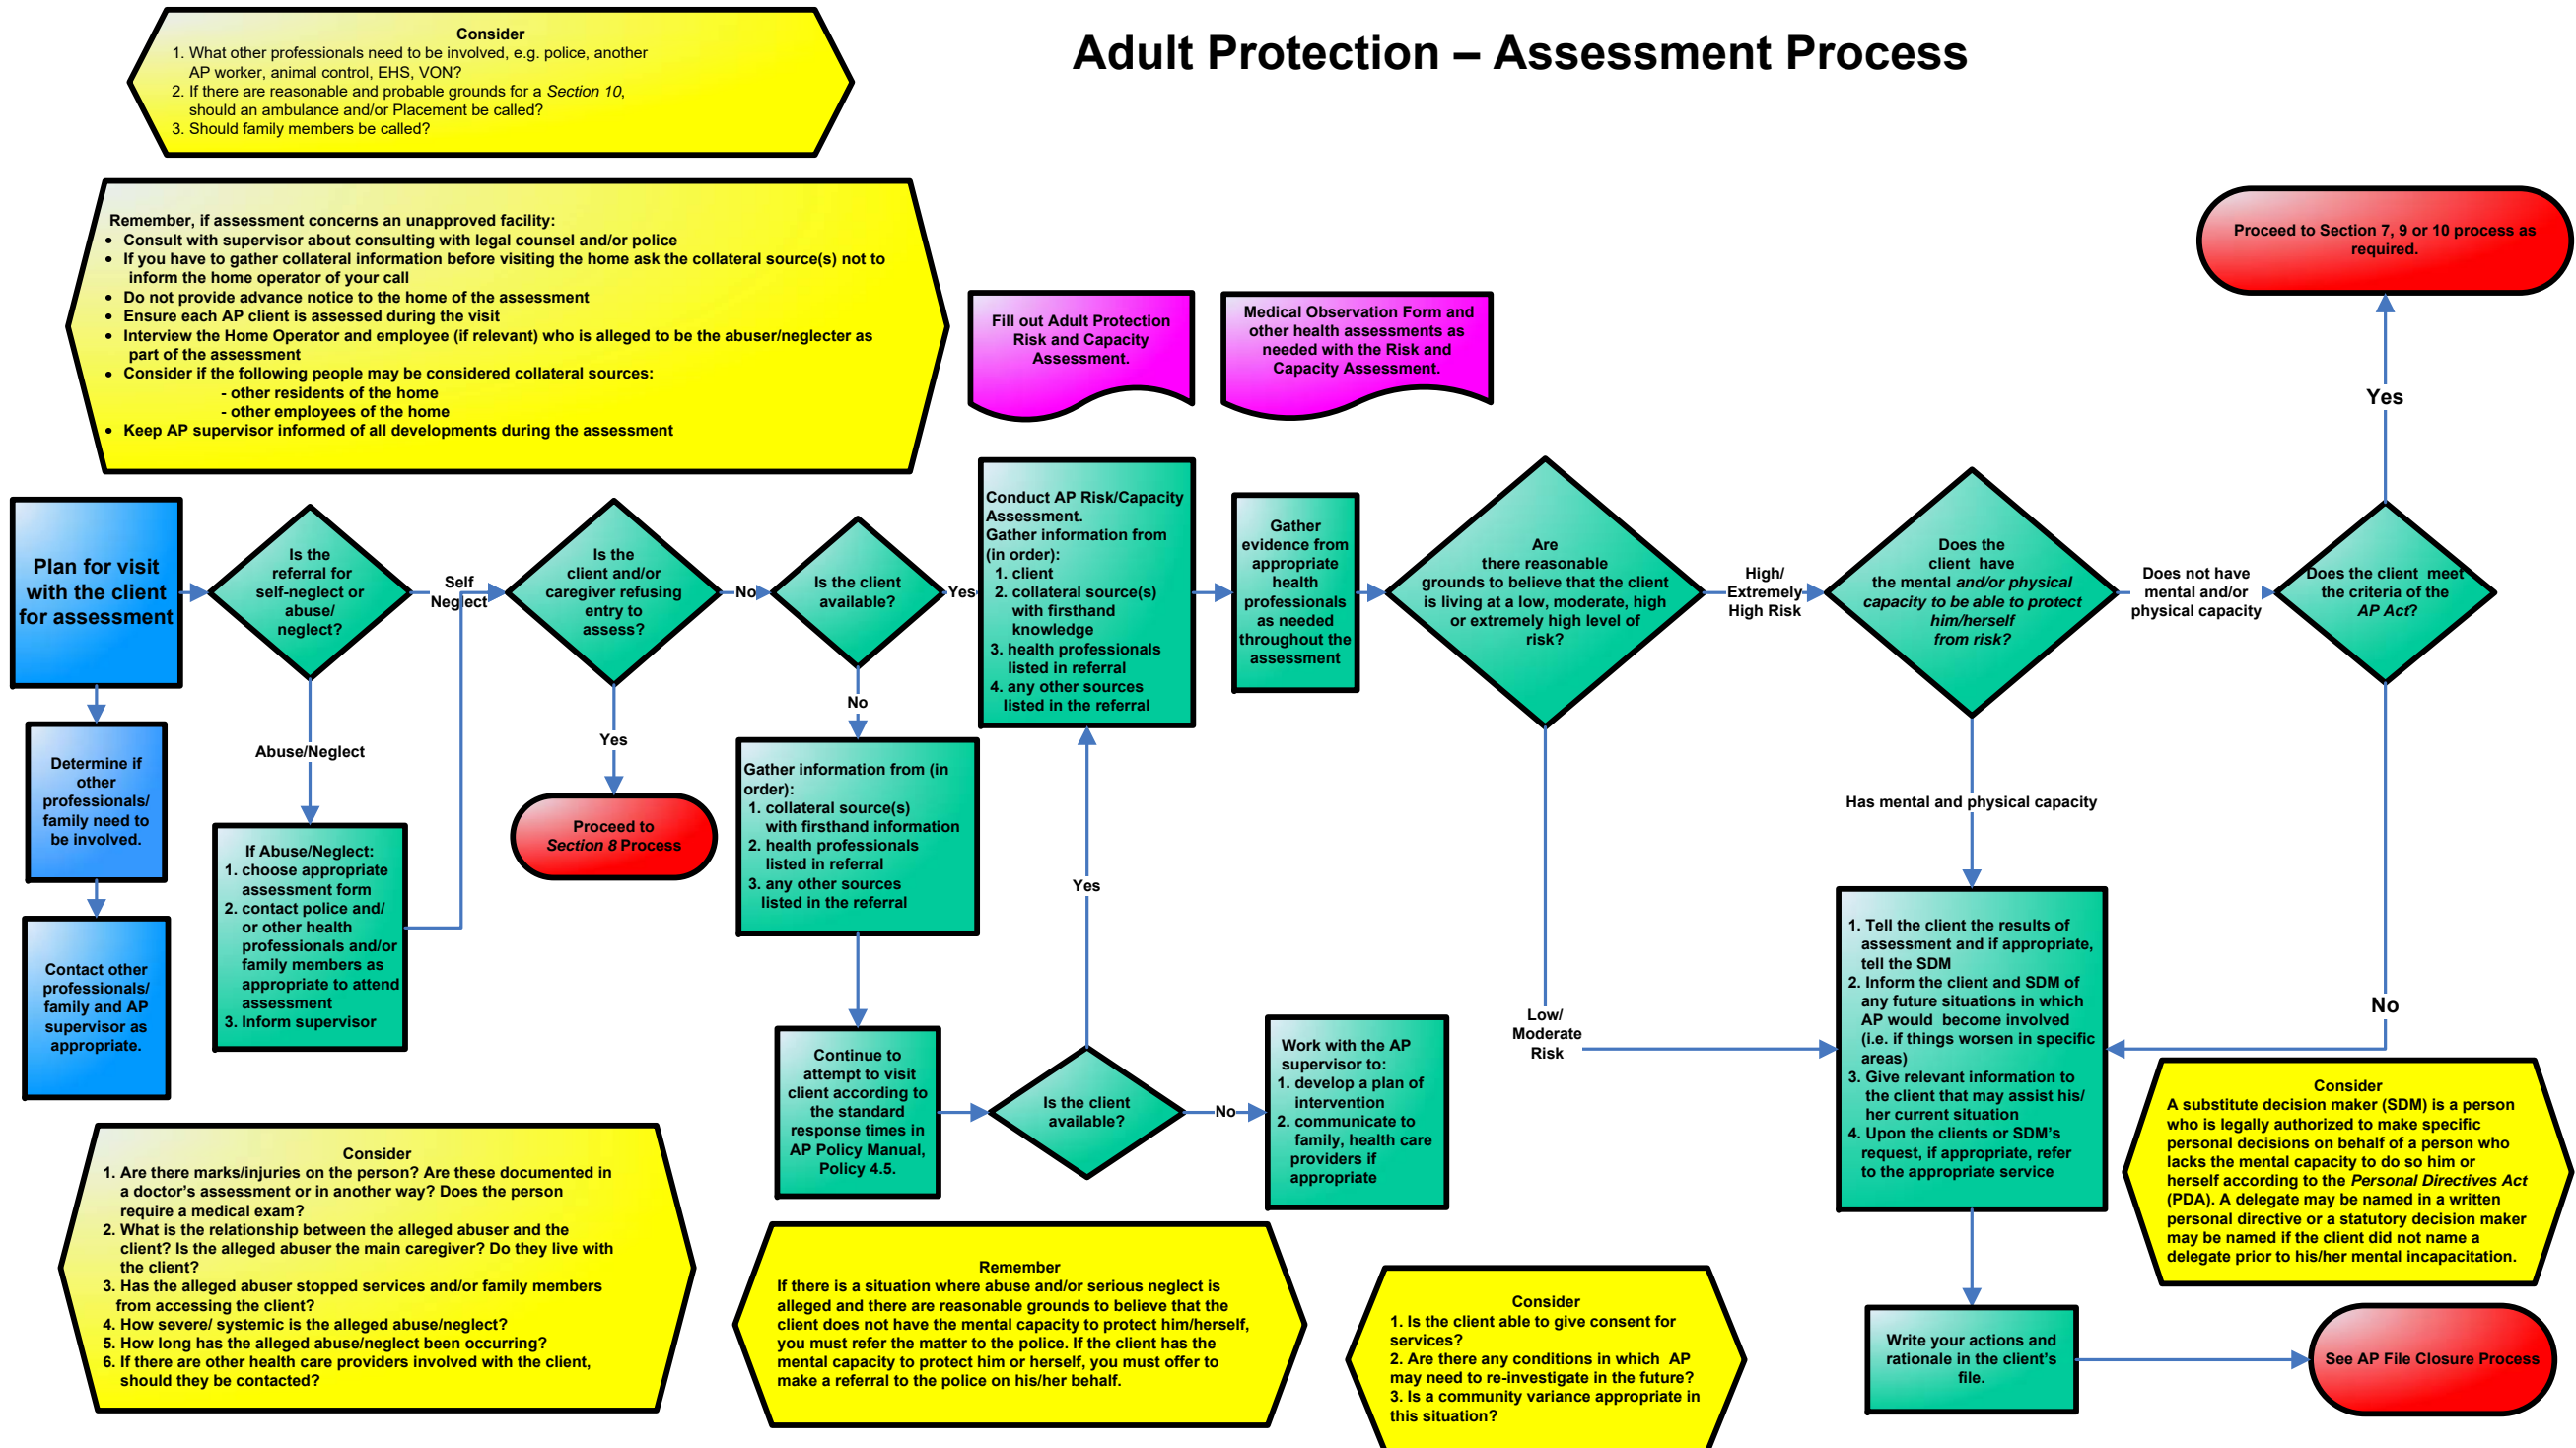 Adult Protection – Assessment Process
Consider
1. What other professionals need to be involved, e.g. police, another
AP worker, animal control, EHS, VON?
2. If there are reasonable and probable grounds for a Section 10,
should an ambulance and/or Placement be called?
3. Should family members be called?
Remember, if assessment concerns an unapproved facility:
• Consult with supervisor about consulting with legal counsel and/or police
• If you have to gather collateral information before visiting the home ask the collateral source(s) not to
inform the home operator of your call
• Do not provide advance notice to the home of the assessment
• Ensure each AP client is assessed during the visit
• Interview the Home Operator and employee (if relevant) who is alleged to be the abuser/neglecter as
part of the assessment
• Consider if the following people may be considered collateral sources:
- other residents of the home
- other employees of the home
• Keep AP supervisor informed of all developments during the assessment
Fill out Adult Protection
Risk and Capacity
Assessment.
Medical Observation Form and
other health assessments as
needed with the Risk and
Capacity Assessment.
Proceed to Section 7, 9 or 10 process as
required.
Yes
Plan for visit
with the client
for assessment
Is the
referral for
self-neglect or
abuse/
neglect?
Self
Neglect
Is the
client and/or
caregiver refusing
entry to
assess?
No
Is the client
available?
Yes
Conduct AP Risk/Capacity
Assessment.
Gather information from
(in order):
1. client
2. collateral source(s)
with firsthand
knowledge
3. health professionals
listed in referral
4. any other sources
listed in the referral
Gather
evidence from
appropriate
health
professionals
as needed
throughout the
assessment
Are
there reasonable
grounds to believe that the client
is living at a low, moderate, high
or extremely high level of
risk?
High/
Extremely
High Risk
Does the
client have
the mental and/or physical
capacity to be able to protect
him/herself
from risk?
Does not have
mental and/or
physical capacity
Does the client meet
the criteria of the
AP Act?
Determine if
other
professionals/
family need to
be involved.
Contact other
professionals/
family and AP
supervisor as
appropriate.
Abuse/Neglect
If Abuse/Neglect:
1. choose appropriate
assessment form
2. contact police and/
or other health
professionals and/or
family members as
appropriate to attend
assessment
3. Inform supervisor
Yes
Proceed to
Section 8 Process
No
Gather information from (in
order):
1. collateral source(s)
with firsthand information
2. health professionals
listed in referral
3. any other sources
listed in the referral
Continue to
attempt to visit
client according to
the standard
response times in
AP Policy Manual,
Policy 4.5.
Yes
Is the client
available?
No
Work with the AP
supervisor to:
1. develop a plan of
intervention
2. communicate to
family, health care
providers if
appropriate
Low/
Moderate
Risk
Has mental and physical capacity
No
1. Tell the client the results of
assessment and if appropriate,
tell the SDM
2. Inform the client and SDM of
any future situations in which
AP would become involved
(i.e. if things worsen in specific
areas)
3. Give relevant information to
the client that may assist his/
her current situation
4. Upon the clients or SDM's
request, if appropriate, refer
to the appropriate service
Consider
A substitute decision maker (SDM) is a person
who is legally authorized to make specific
personal decisions on behalf of a person who
lacks the mental capacity to do so him or
herself according to the Personal Directives Act
(PDA). A delegate may be named in a written
personal directive or a statutory decision maker
may be named if the client did not name a
delegate prior to his/her mental incapacitation.
Consider
1. Are there marks/injuries on the person? Are these documented in
a doctor's assessment or in another way? Does the person
require a medical exam?
2. What is the relationship between the alleged abuser and the
client? Is the alleged abuser the main caregiver? Do they live with
the client?
3. Has the alleged abuser stopped services and/or family members
from accessing the client?
4. How severe/ systemic is the alleged abuse/neglect?
5. How long has the alleged abuse/neglect been occurring?
6. If there are other health care providers involved with the client,
should they be contacted?
Remember
If there is a situation where abuse and/or serious neglect is
alleged and there are reasonable grounds to believe that the
client does not have the mental capacity to protect him/herself,
you must refer the matter to the police. If the client has the
mental capacity to protect him or herself, you must offer to
make a referral to the police on his/her behalf.
Consider
1. Is the client able to give consent for
services?
2. Are there any conditions in which AP
may need to re-investigate in the future?
3. Is a community variance appropriate in
this situation?
Write your actions and
rationale in the client's
file.
See AP File Closure Process